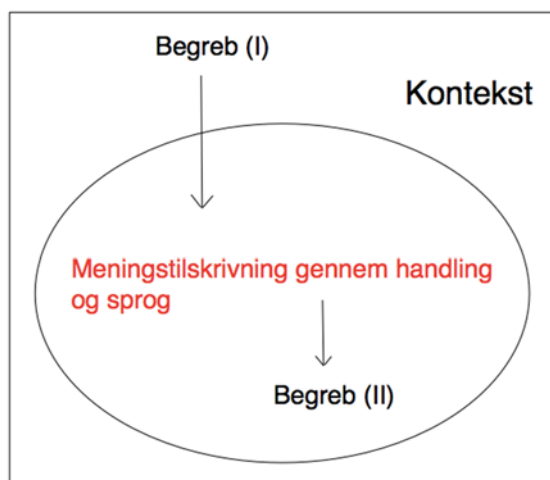 Begreb (I)
Kontekst
Meningstilskrivning gennem handling
og sprog
Begreb (II)